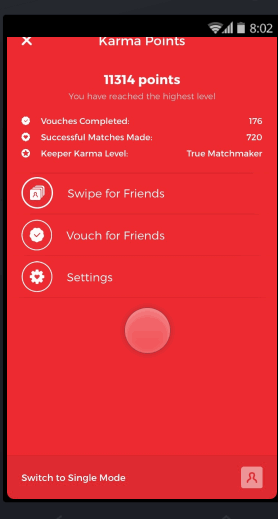 8:02
Karma Points
11314 points
You have reached the highest level
Vouches Completed: 176
Successful Matches Made: 720
Keeper Karma Level: True Matchmaker
Swipe for Friends
Vouch for Friends
Settings
Switch to Single Mode